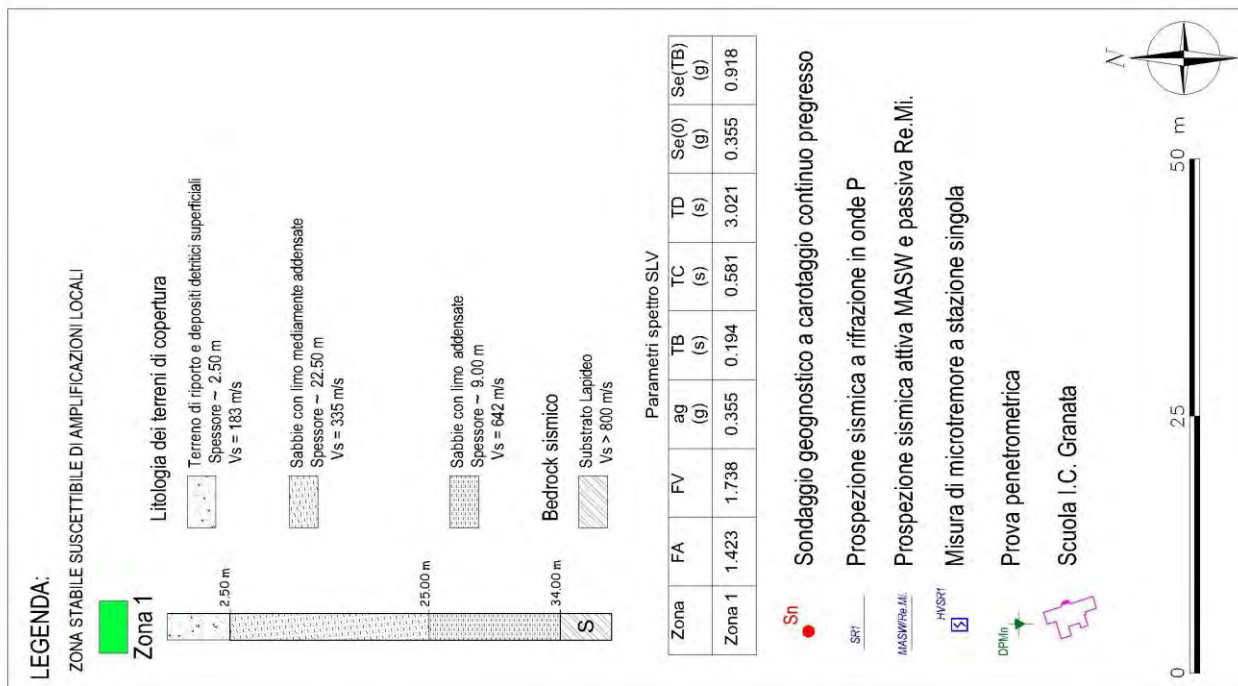 LEGENDA:
ZONA STABILE SUSCETTIBILE DI AMPLIFICAZIONI LOCALI
Zona 1
Litologia dei terreni di copertura
2.50 m
25.00 m
34.00 m
S
Terreno di riporto e depositi detritici superficiali
Spessore ~ 2.50 m
Vs = 183 m/s
Sabbie con limo mediamente addensate
Spessore ~ 22.50 m
Vs = 335 m/s
Sabbie con limo addensate
Spessore ~ 9.00 m
Vs = 642 m/s
Bedrock sismico
Substrato Lapideo
Vs > 800 m/s
Parametri spettro SLV
Zona FA FV ag (g) TB (s) TC (s) TD (s) Se(0) (g) Se(TB) (g)
Zona 1 1.423 1.738 0.355 0.194 0.581 3.021 0.355 0.918
Sn Sondaggio geognostico a carotaggio continuo pregresso
SR1 Prospezione sismica a rifrazione in onde P
MASW/Re.Mi. Prospezione sismica attiva MASW e passiva Re.Mi.
HVSR1 Misura di microtremore a stazione singola
DPMn Prova penetrometrica
Scuola I.C. Granata
N
0 25 50 m